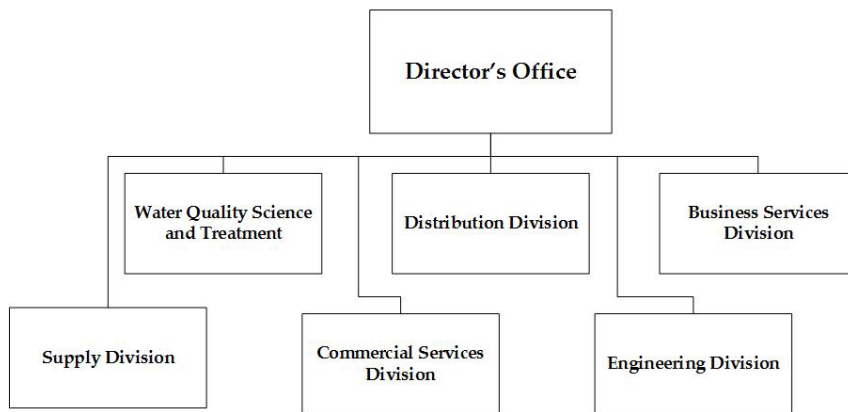 Director’s Office
Water Quality Science
and Treatment
Distribution Division
Business Services
Division
Supply Division
Commercial Services
Division
Engineering Division